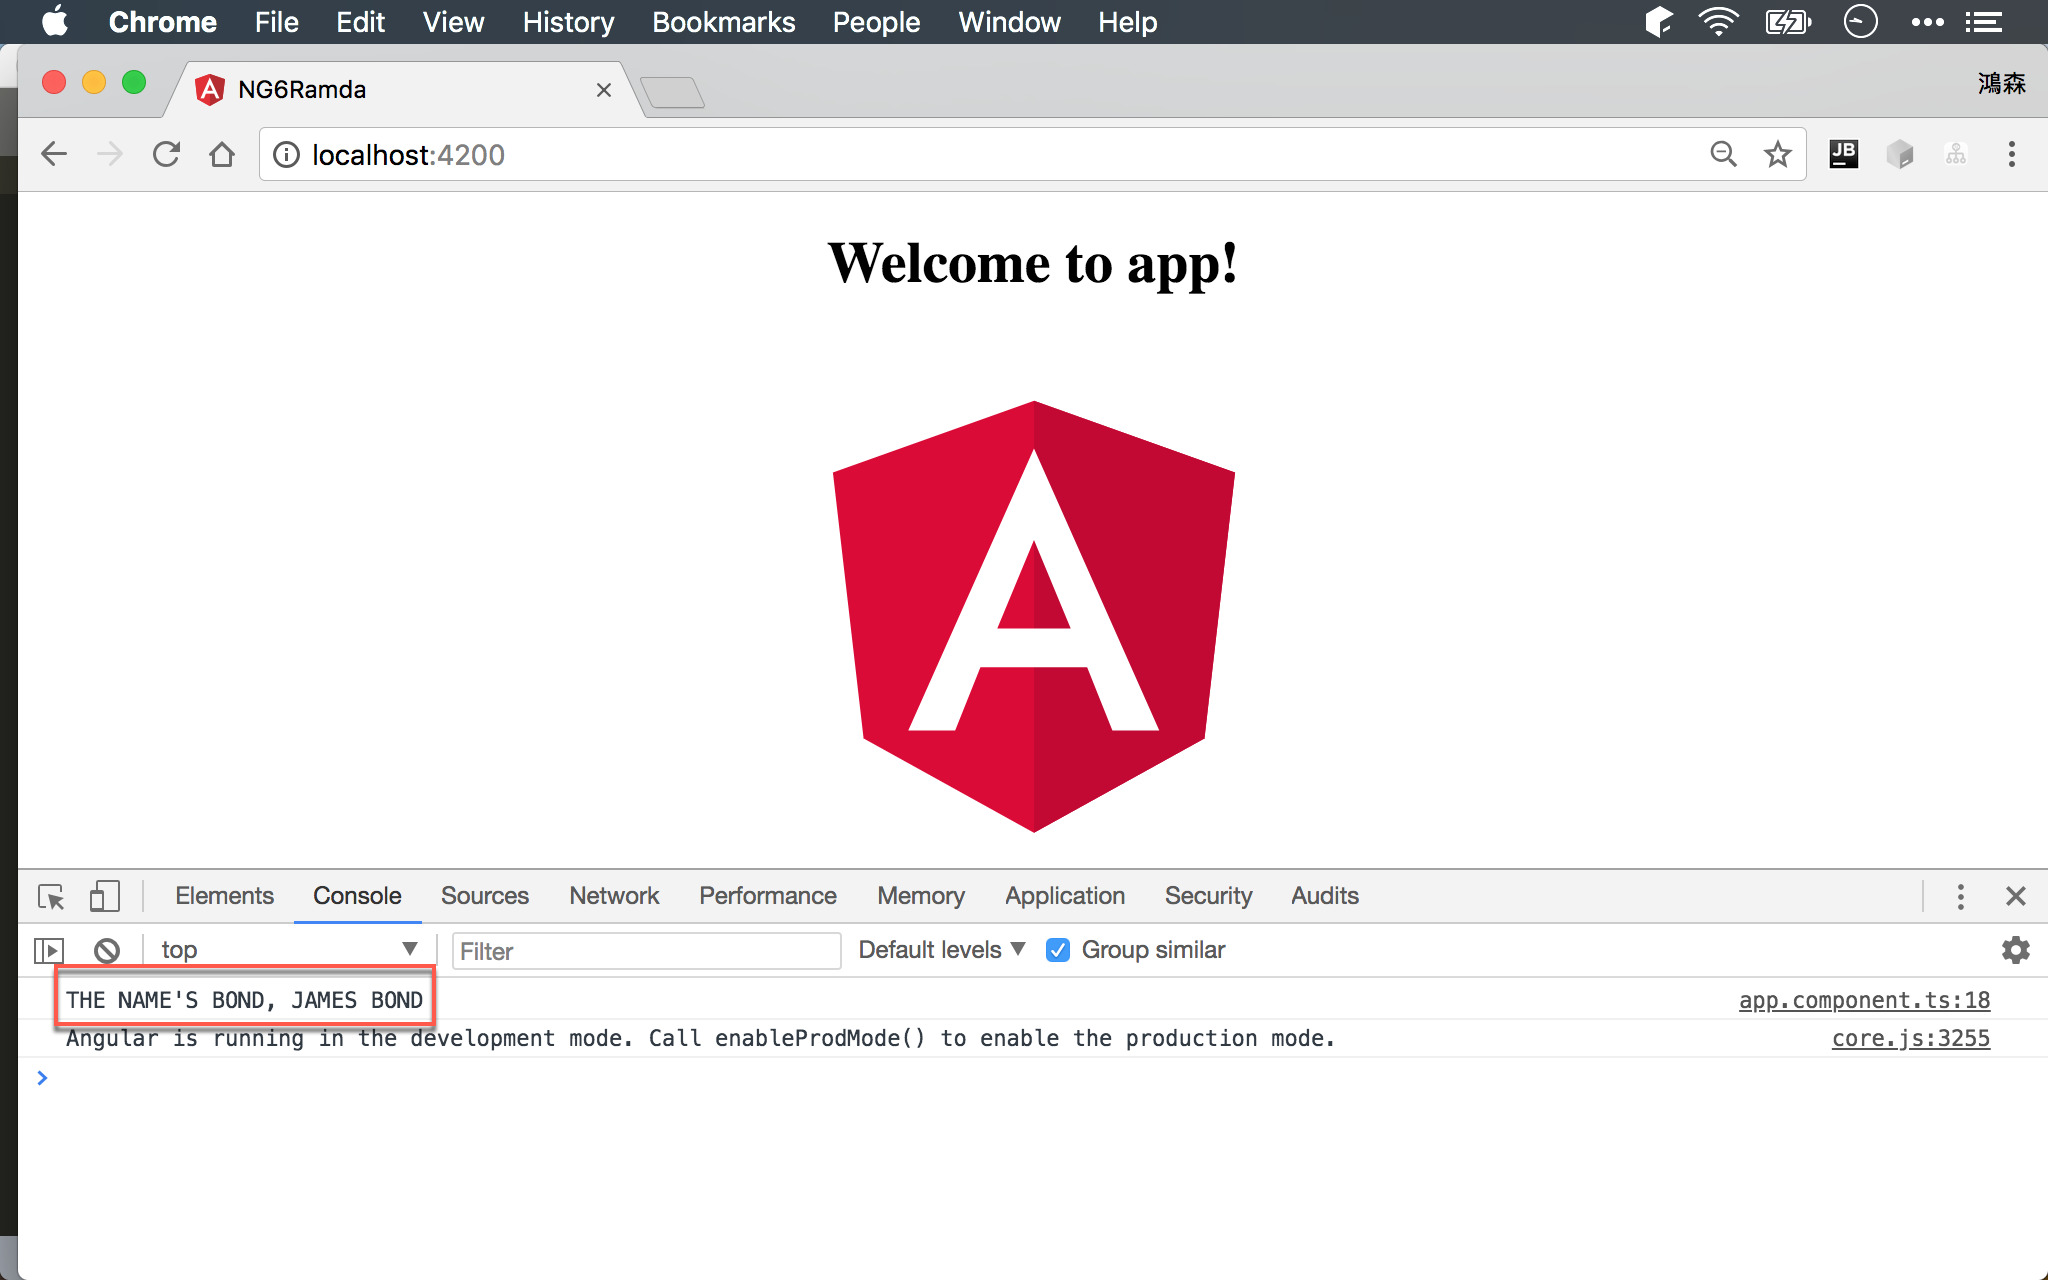 Chrome File Edit View History Bookmarks People Window Help
NG6Ramda
鴻森
localhost:4200
JB
Welcome to app!
A
Elements Console Sources Network Performance Memory Application Security Audits
top Filter Default levels Group similar
THE NAME'S BOND, JAMES BOND app.component.ts:18
Angular is running in the development mode. Call enableProdMode() to enable the production mode. core.js:3255